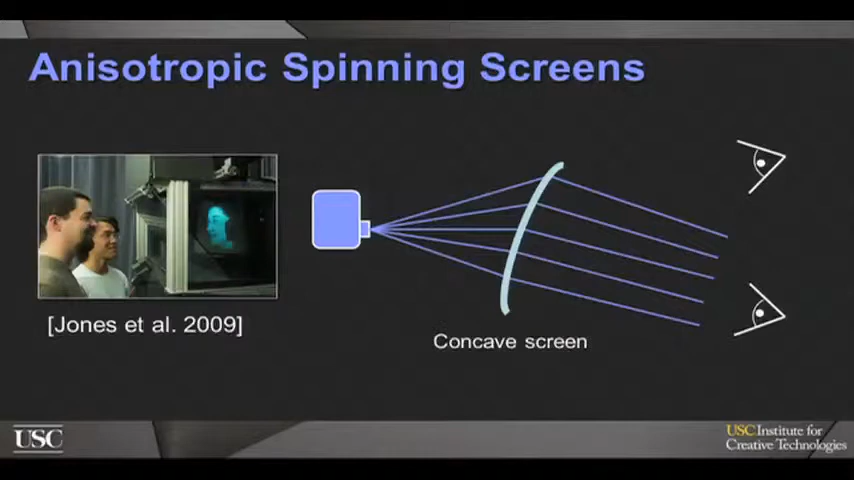 Anisotropic Spinning Screens
[Jones et al. 2009]
Concave screen
USC
USC Institute for
Creative Technologies